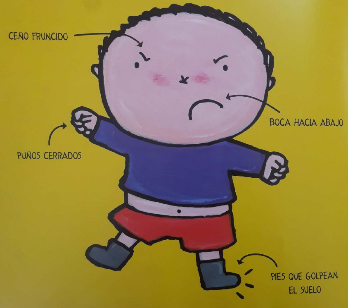 CEÑO FRUNCIDO
BOCA HACIA ABAJO
PUÑOS CERRADOS
PIES QUE GOLPEAN
EL SUELO